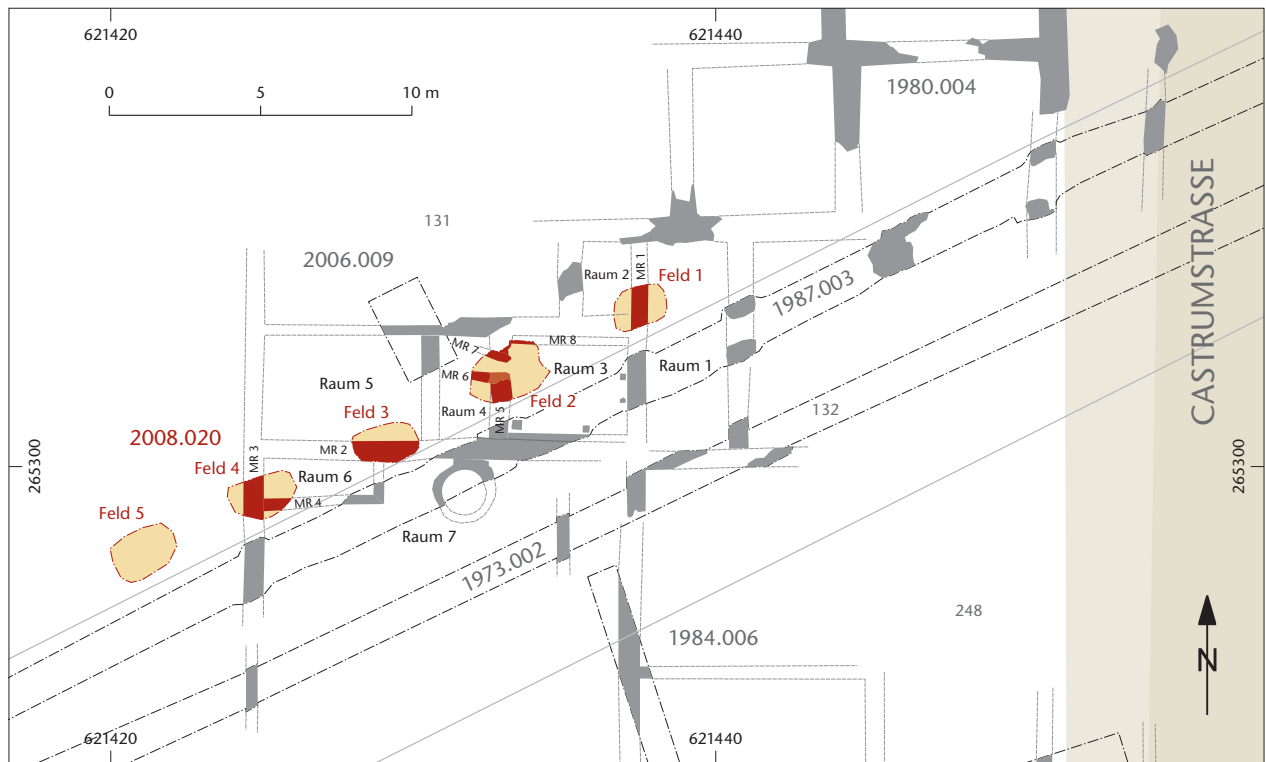 621420
621440
0 5 10 m
1980.004
131
2006.009
Raum 2
MR 1
Feld 1
1987.003
CASTRUMSTRASSE
MR 7
MR 8
MR 6
Raum 3
Raum 1
Raum 5
Feld 3
Raum 4
MR 5
Feld 2
132
2008.020
MR 2
MR 3
Feld 4
Raum 6
MR 4
265300
265300
Feld 5
Raum 7
1973.002
248
1984.006
N
621420
621440